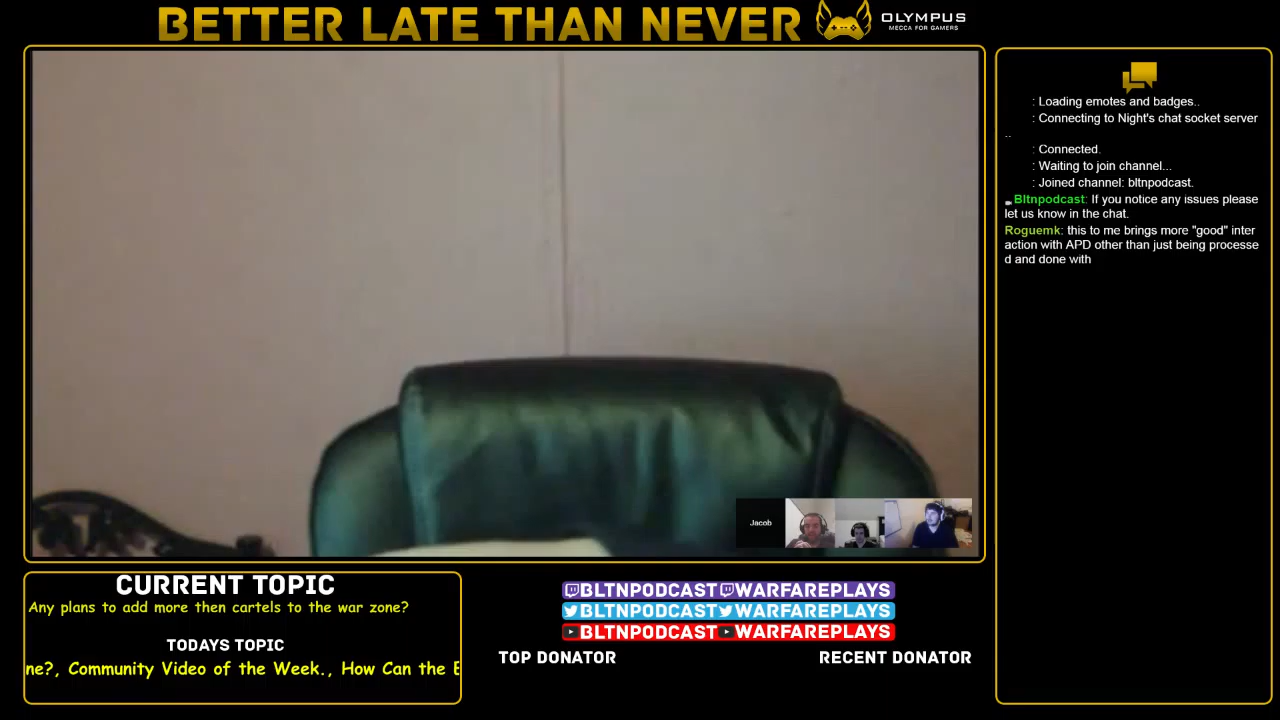 BETTER LATE THAN NEVER
OLYMPUS
MECCA FOR GAMERS
: Loading emotes and badges..
: Connecting to Night's chat socket server
..
: Connected.
: Waiting to join channel...
: Joined channel: bltnpodcast.
Bltnpodcast: If you notice any issues please
let us know in the chat.
Roguemk: this to me brings more "good" inter
action with APD other than just being processe
d and done with
Jacob
CURRENT TOPIC
Any plans to add more then cartels to the war zone?
TODAYS TOPIC
ne?, Community Video of the Week., How Can the E
BLTNPODCAST WARFAREPLAYS
BLTNPODCAST WARFAREPLAYS
BLTNPODCAST WARFAREPLAYS
TOP DONATOR
RECENT DONATOR